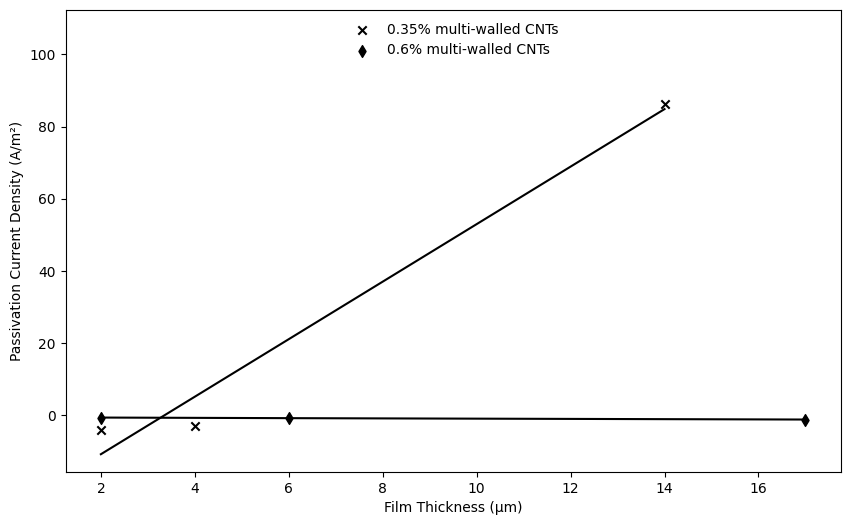 0.35% multi-walled CNTs
0.6% multi-walled CNTs
Passivation Current Density (A/m²)
100
80
60
40
20
0
2 4 6 8 10 12 14 16
Film Thickness (μm)